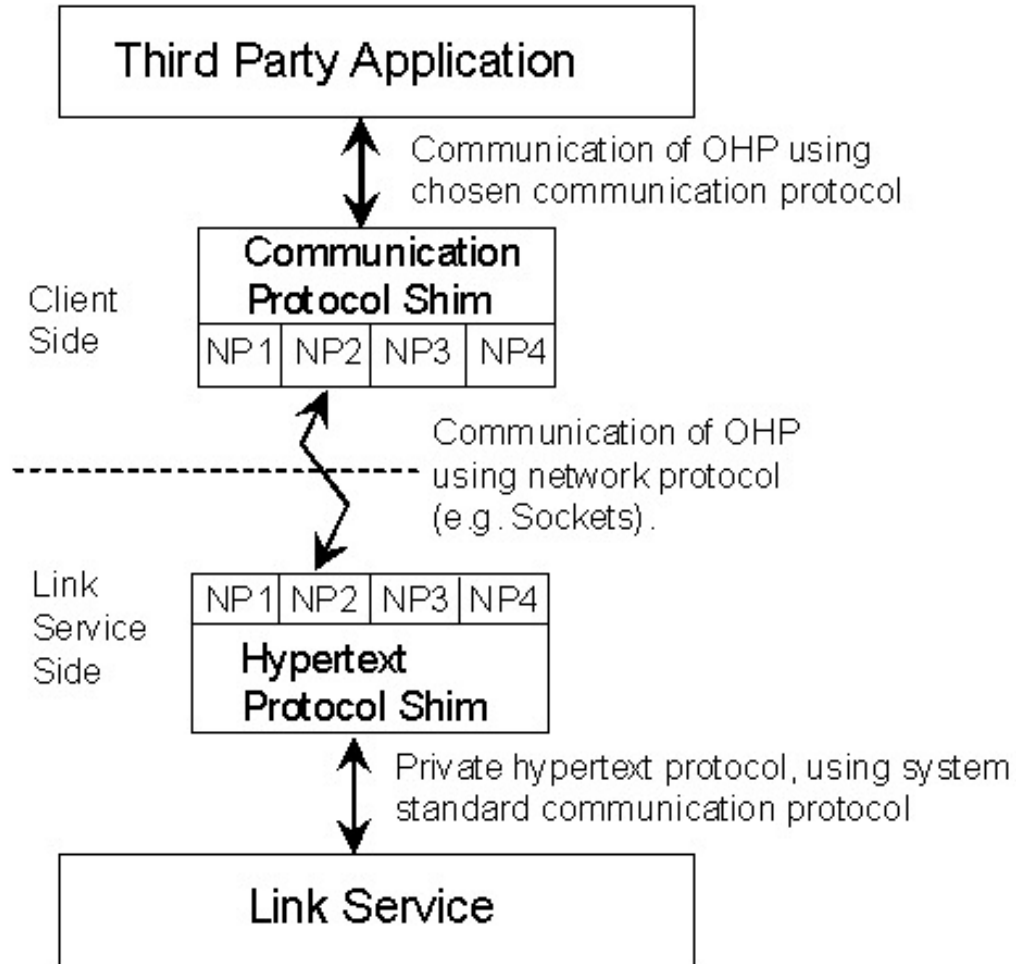 Third Party Application
Communication of OHP using
chosen communication protocol
Communication
Protocol Shim
Client
Side
NP1 NP2 NP3 NP4
Communication of OHP
using network protocol
(e.g. Sockets).
Link
Service
Side
NP1 NP2 NP3 NP4
Hypertext
Protocol Shim
Private hypertext protocol, using system
standard communication protocol
Link Service